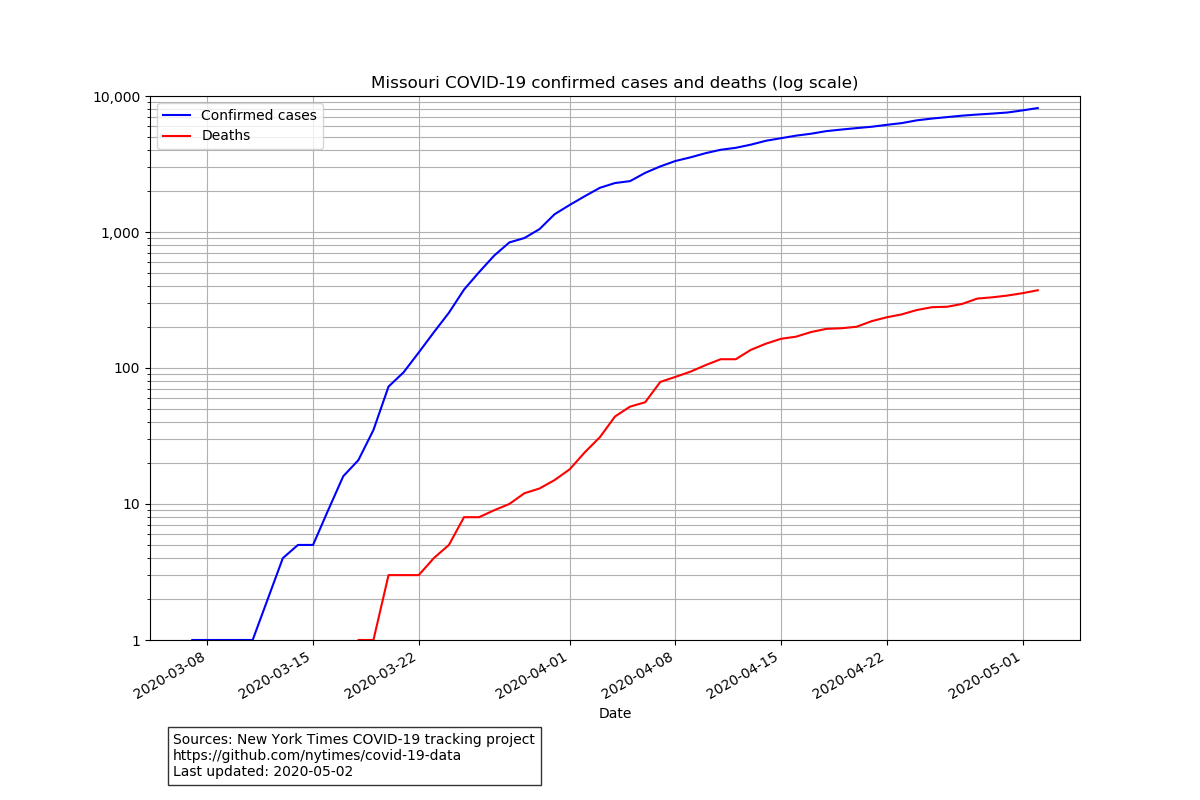 Missouri COVID-19 confirmed cases and deaths (log scale)
10,000
1,000
100
10
1
Confirmed cases
Deaths
2020-03-08
2020-03-15
2020-03-22
2020-04-01
2020-04-08
2020-04-15
2020-04-22
2020-05-01
Date
Sources: New York Times COVID-19 tracking project
https://github.com/nytimes/covid-19-data
Last updated: 2020-05-02